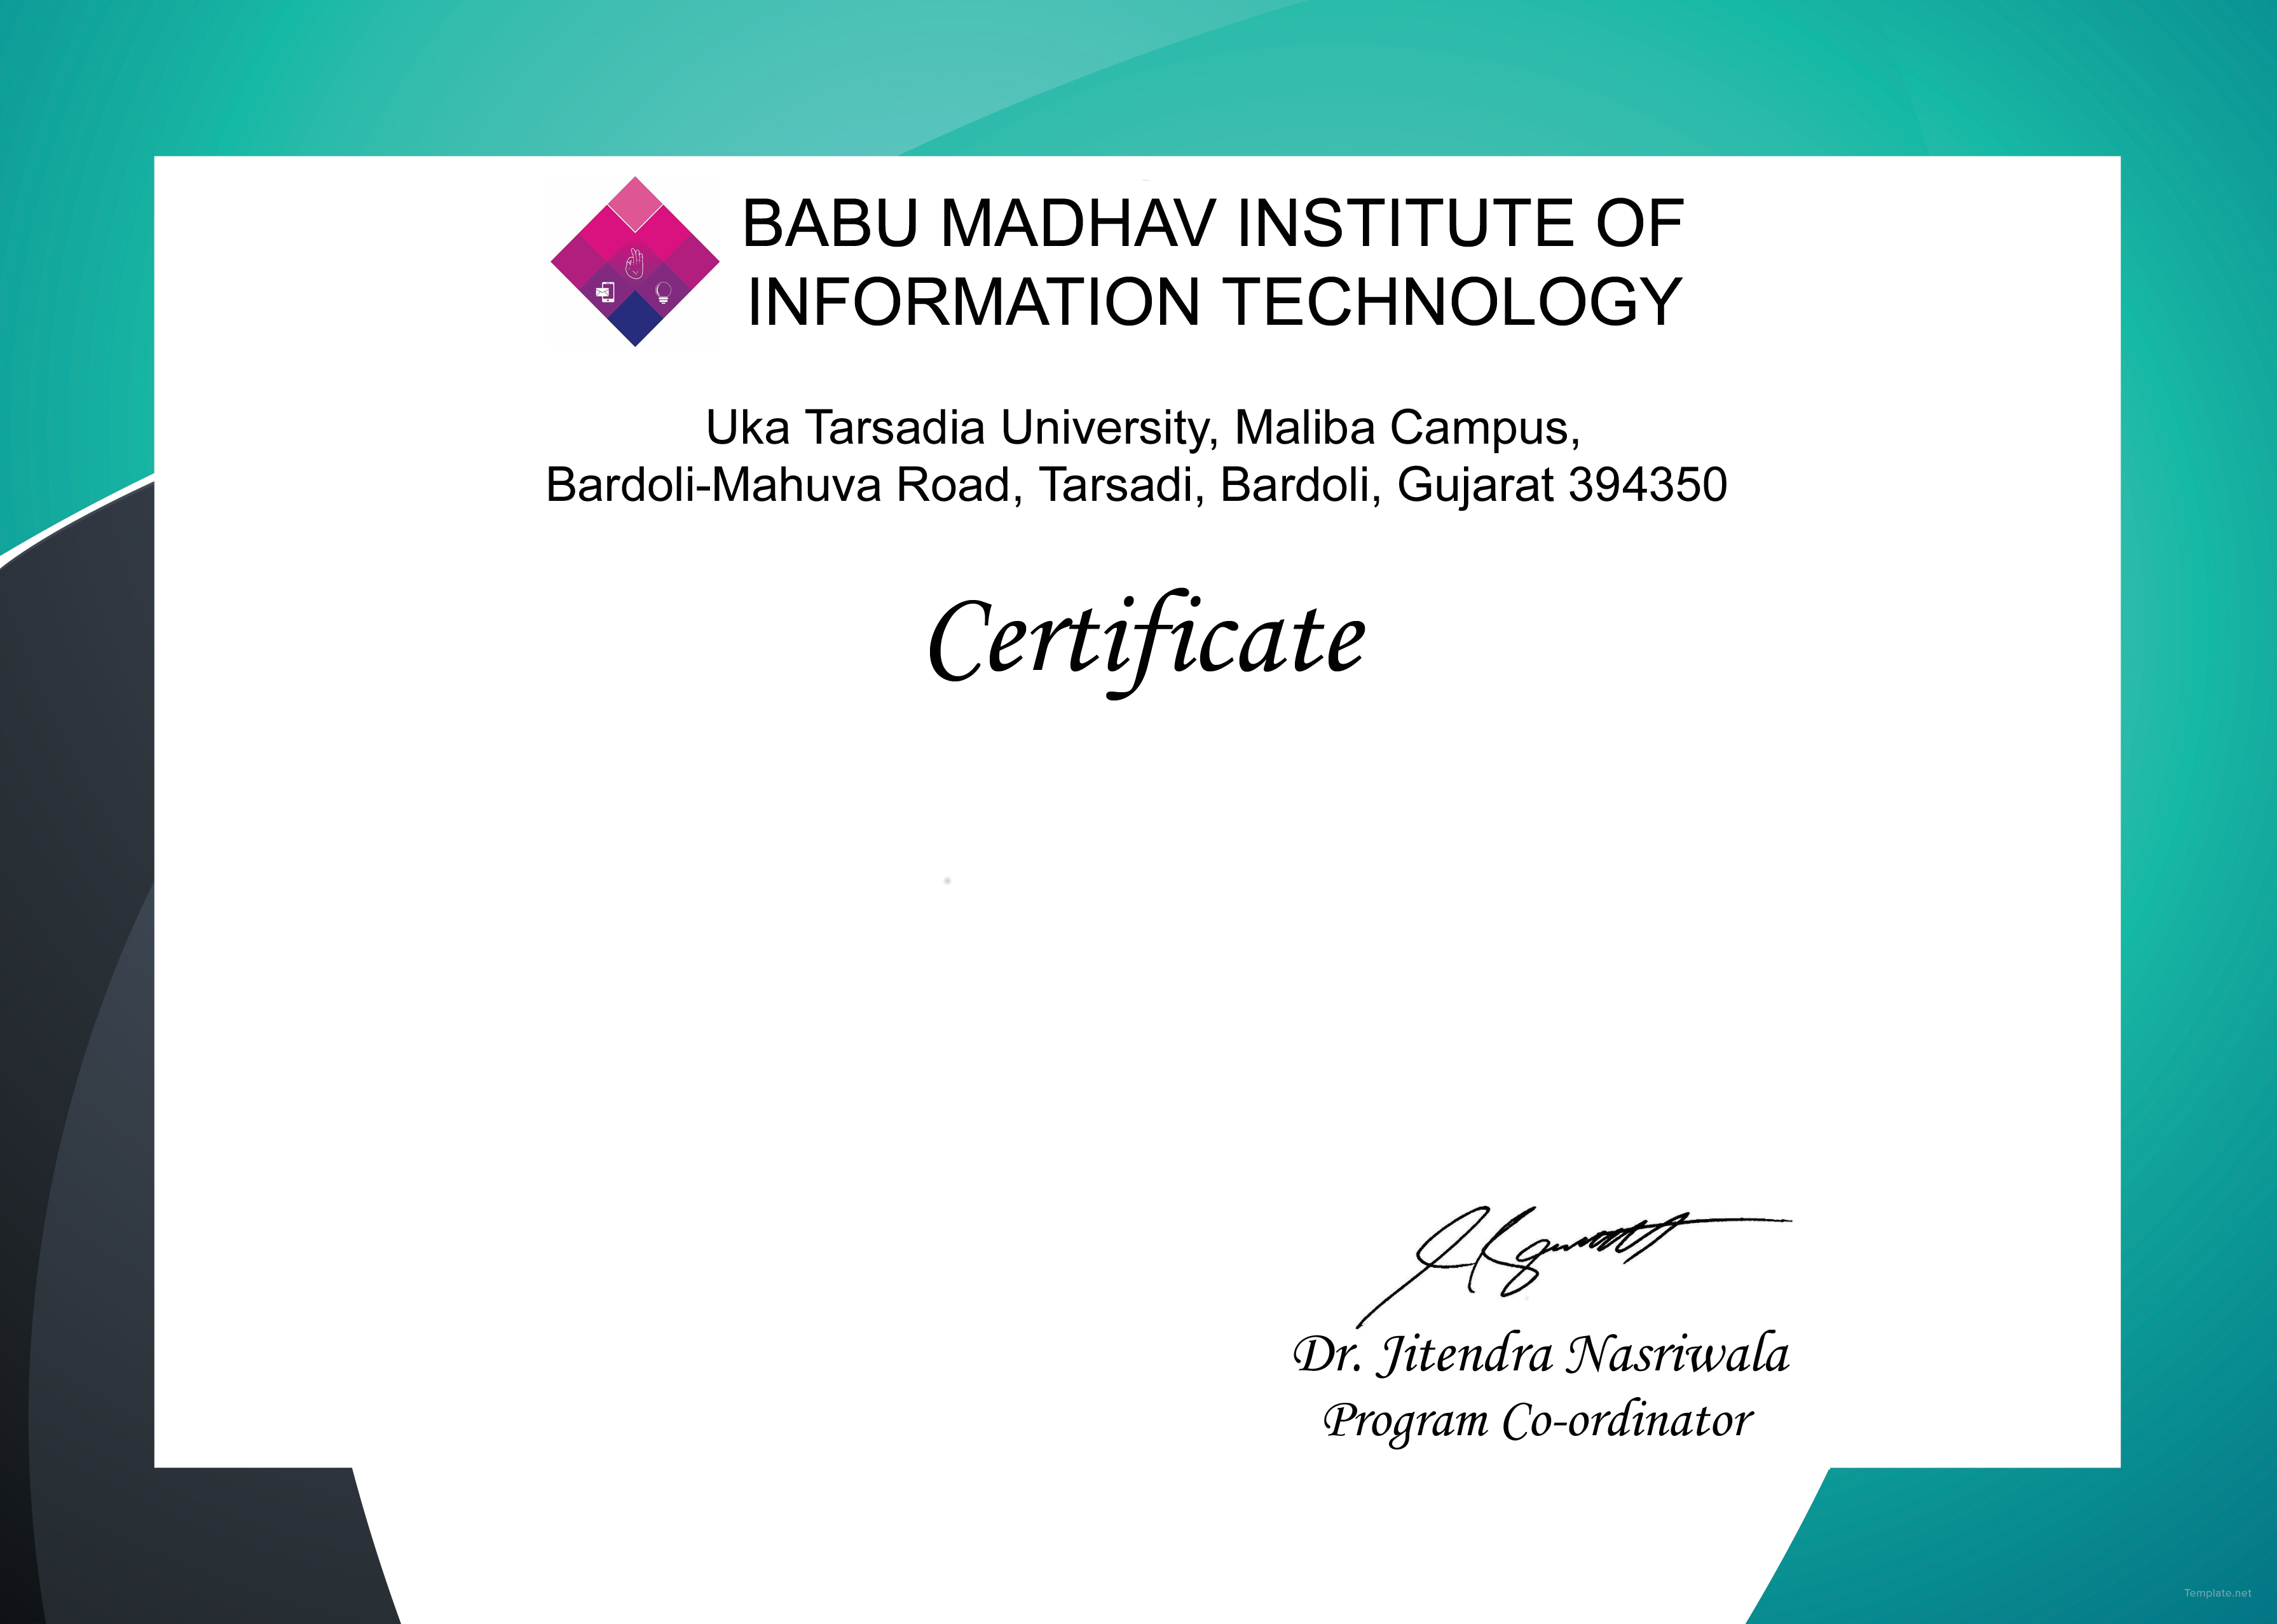 BABU MADHAV INSTITUTE OF
INFORMATION TECHNOLOGY
Uka Tarsadia University, Maliba Campus,
Bardoli-Mahuva Road, Tarsadi, Bardoli, Gujarat 394350
Certificate
Dr. Jitendra Nasriwala
Program Co-ordinator
Template.net